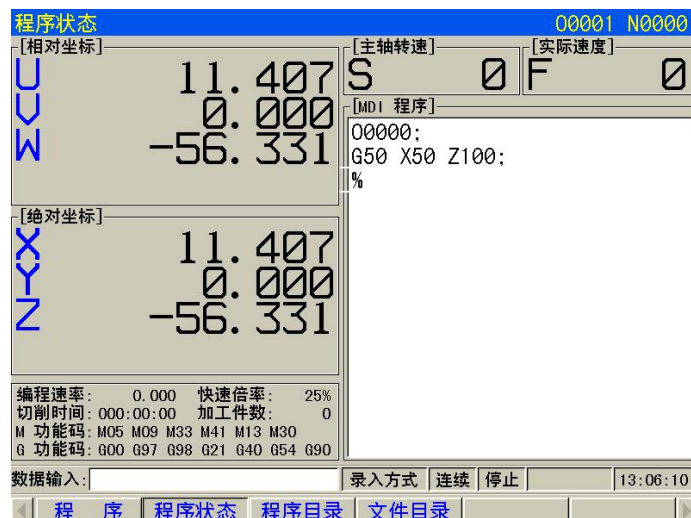 程序状态 O0001 N0000
[相对坐标]
U 11.407
V 0.000
W -56.331
[主轴转速]
S 0
[实际速度]
F 0
[MDI 程序]
O0000;
G50 X50 Z100;
%
[绝对坐标]
X 11.407
Y 0.000
Z -56.331
编程速率: 0.000 快速倍率: 25%
切削时间: 000:00:00 加工件数: 0
M 功能码: M05 M09 M33 M41 M13 M30
G 功能码: G00 G97 G98 G21 G40 G54 G90
数据输入: 录入方式 连续 停止 13:06:10
程 序 程序状态 程序目录 文件目录